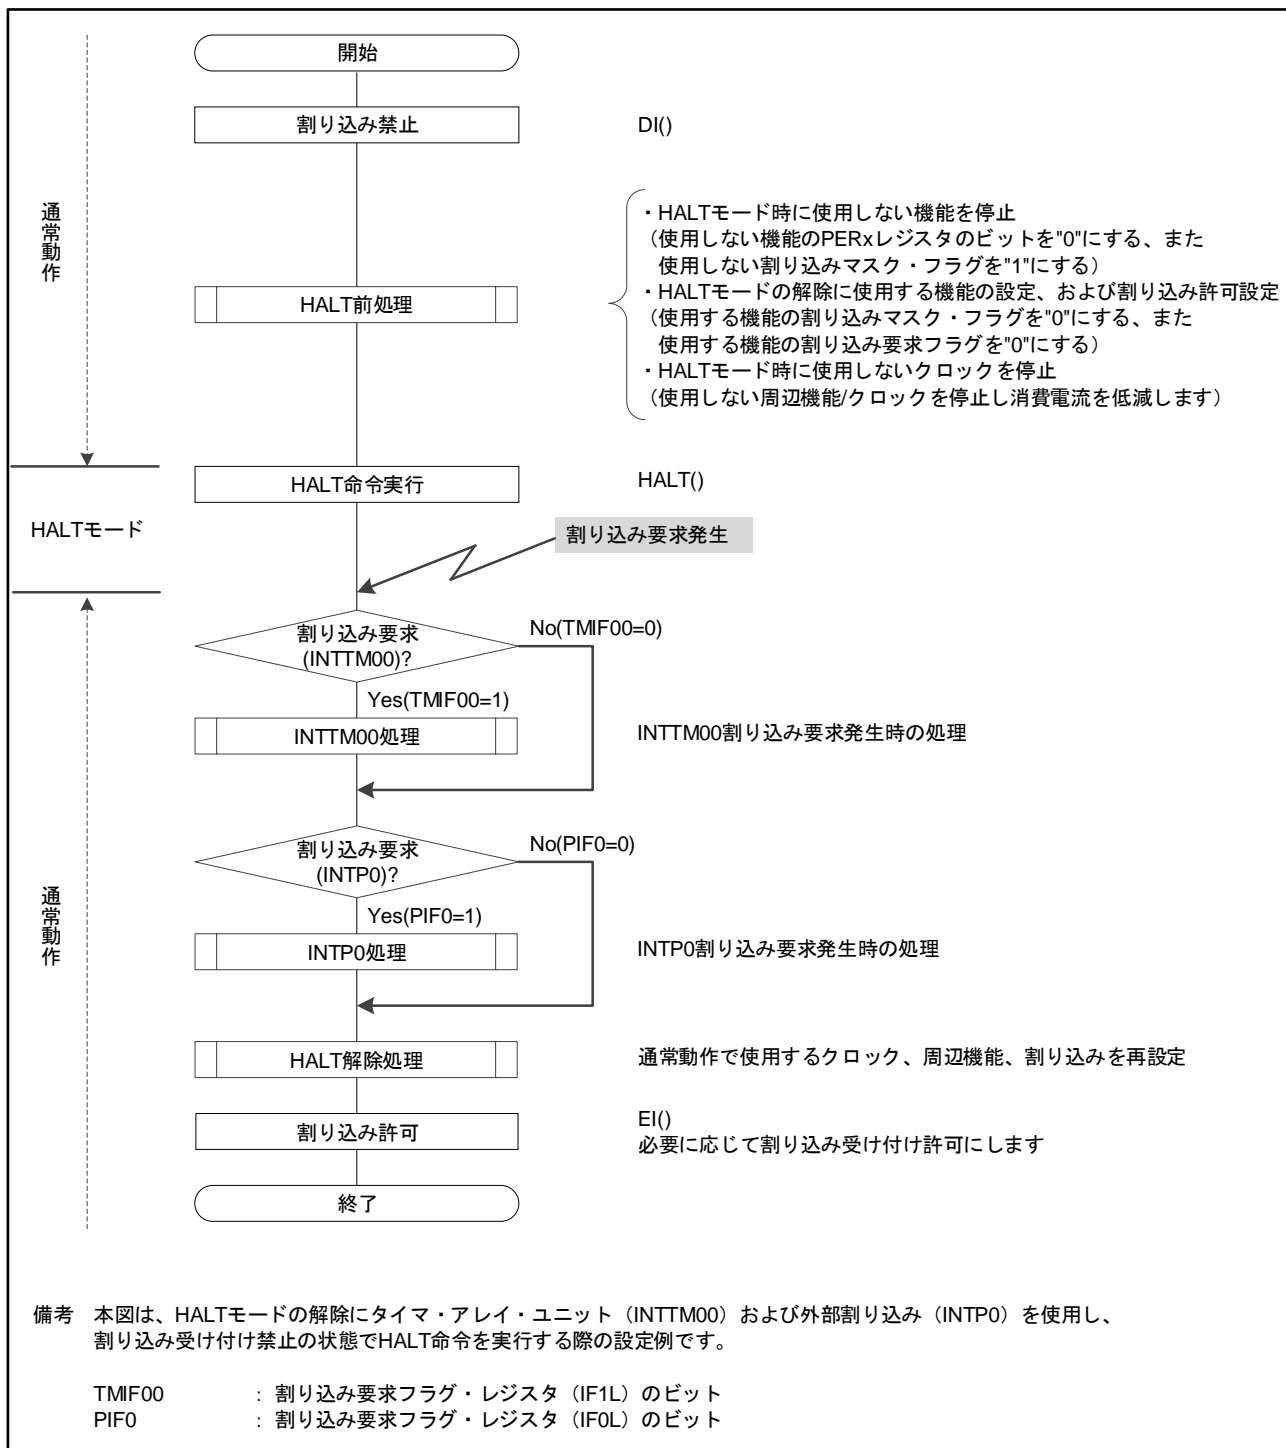 開始
割り込み禁止
DI()
通常動作
・HALTモード時に使用しない機能を停止
（使用しない機能のPERxレジスタのビットを"0"にする、また
使用しない割り込みマスク・フラグを"1"にする）
HALT前処理
・HALTモードの解除に使用する機能の設定、および割り込み許可設定
（使用する機能の割り込みマスク・フラグを"0"にする、また
使用する機能の割り込み要求フラグを"0"にする）
・HALTモード時に使用しないクロックを停止
（使用しない周辺機能/クロックを停止し消費電流を低減します）
HALT命令実行
HALT()
HALTモード
割り込み要求発生
割り込み要求
(INTTM00)?
No(TMIF00=0)
Yes(TMIF00=1)
INTTM00処理
INTTM00割り込み要求発生時の処理
割り込み要求
(INTP0)?
No(PIF0=0)
Yes(PIF0=1)
通常動作
INTP0処理
INTP0割り込み要求発生時の処理
HALT解除処理
通常動作で使用するクロック、周辺機能、割り込みを再設定
割り込み許可
EI()
必要に応じて割り込み受け付け許可にします
終了
備考 本図は、HALTモードの解除にタイマ・アレイ・ユニット（INTTM00）および外部割り込み（INTP0）を使用し、
割り込み受け付け禁止の状態でHALT命令を実行する際の設定例です。
TMIF00 : 割り込み要求フラグ・レジスタ（IF1L）のビット
PIF0 : 割り込み要求フラグ・レジスタ（IF0L）のビット